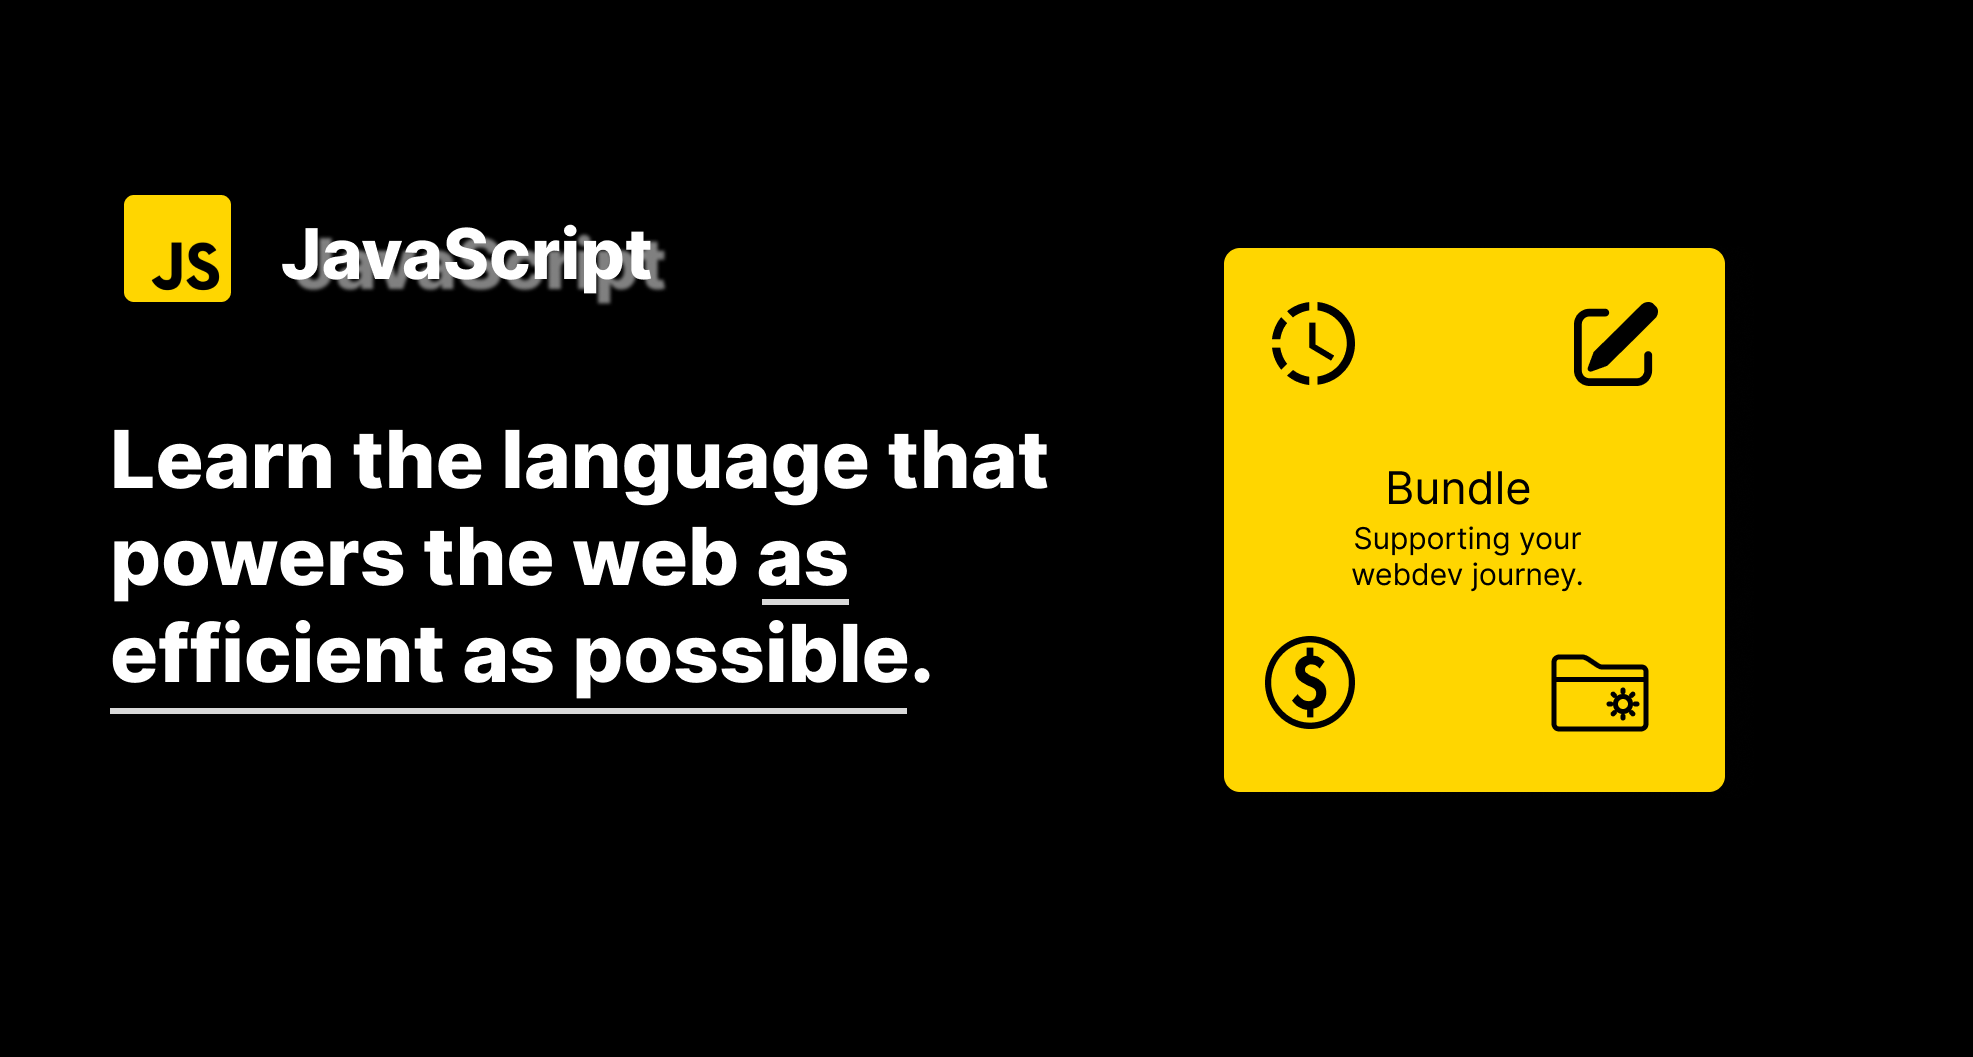 JS
JavaScript
Learn the language that
powers the web as
efficient as possible.
Bundle
Supporting your
webdev journey.
$